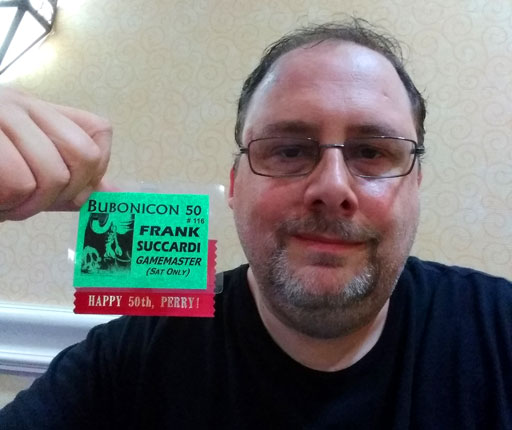 BUBONICON 50
# 116
FRANK
SUCCARDI
GAMEMASTER
(SAT ONLY)
HAPPY 50th, PERRY!